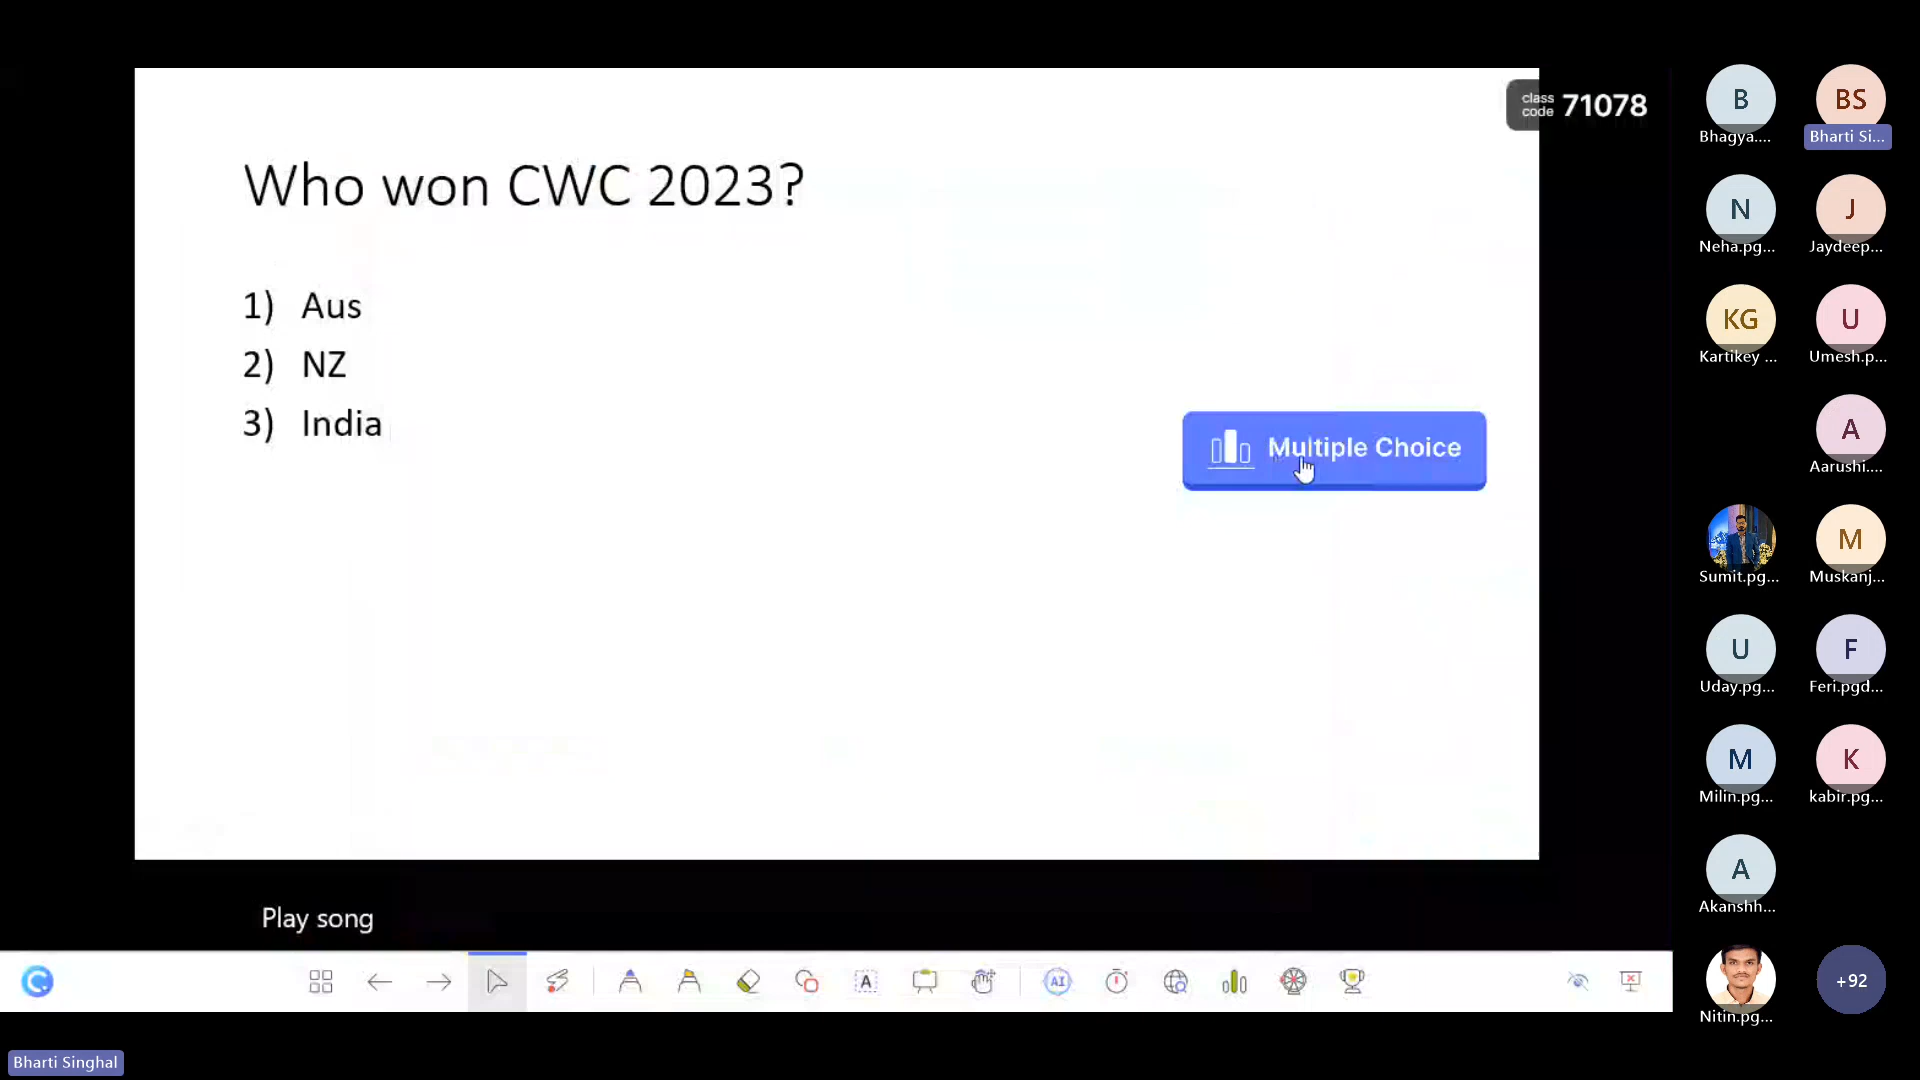 class
code 71078
Who won CWC 2023?
1) Aus
2) NZ
3) India
Multiple Choice
Play song
AI
A
B
Bhagya....
BS
Bharti Si...
N
Neha.pg...
J
Jaydeep...
KG
Kartikey ...
U
Umesh.p...
A
Aarushi....
Sumit.pg...
M
Muskanj...
U
Uday.pg...
F
Feri.pgd...
M
Milin.pg...
K
kabir.pg...
A
Akanshh...
Nitin.pg...
+92
Bharti Singhal